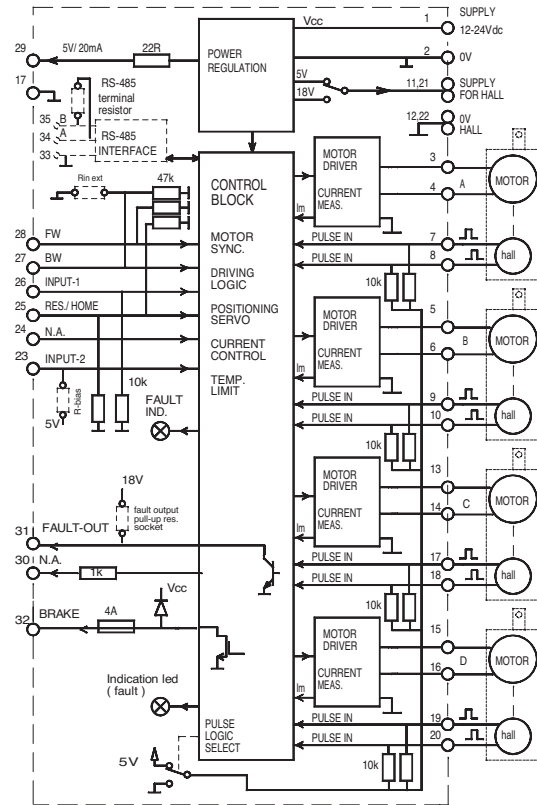 SUPPLY
1
12-24Vdc
Vcc
29
5V/ 20mA
22R
POWER
REGULATION
2
0V
17
RS-485
terminal
resistor
5V
18V
11,21
SUPPLY
FOR HALL
35
B
34
A
33
RS-485
INTERFACE
12,22
0V
HALL
Rin ext
47k
CONTROL
BLOCK
MOTOR
DRIVER
CURRENT
MEAS.
Im
3
4
A
MOTOR
28
FW
MOTOR
SYNC.
PULSE IN
7
PULSE IN
8
hall
27
BW
DRIVING
LOGIC
10k
26
INPUT-1
25
RES./ HOME
POSITIONING
SERVO
24
N.A.
CURRENT
CONTROL
MOTOR
DRIVER
CURRENT
MEAS.
Im
5
6
B
MOTOR
23
INPUT-2
TEMP.
LIMIT
R-bias
5V
10k
FAULT
IND.
PULSE IN
9
PULSE IN
10
hall
10k
18V
fault output
pull-up res.
socket
MOTOR
DRIVER
CURRENT
MEAS.
Im
13
14
C
MOTOR
31
FAULT-OUT
30
N.A.
1k
PULSE IN
17
PULSE IN
18
hall
10k
Vcc
32
BRAKE
4A
MOTOR
DRIVER
CURRENT
MEAS.
Im
15
16
D
MOTOR
Indication led
( fault )
PULSE
LOGIC
SELECT
PULSE IN
19
PULSE IN
20
hall
10k
5V